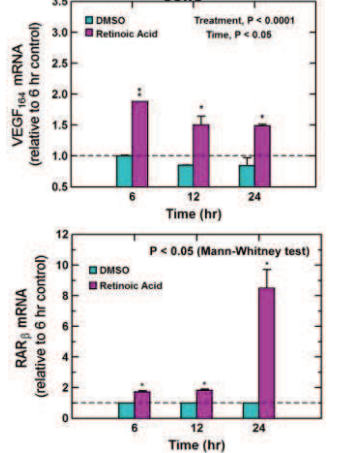 3.5
DMSO
Retinoic Acid
Treatment, P < 0.0001
Time, P < 0.05
3.0
2.5
2.0
1.5
1.0
0.5
VEGF164 mRNA
(relative to 6 hr control)
*
*
*
*
6 12 24
Time (hr)
12
P < 0.05 (Mann-Whitney test)
DMSO
Retinoic Acid
10
8
6
4
2
0
RARβ mRNA
(relative to 6 hr control)
*
*
*
6 12 24
Time (hr)